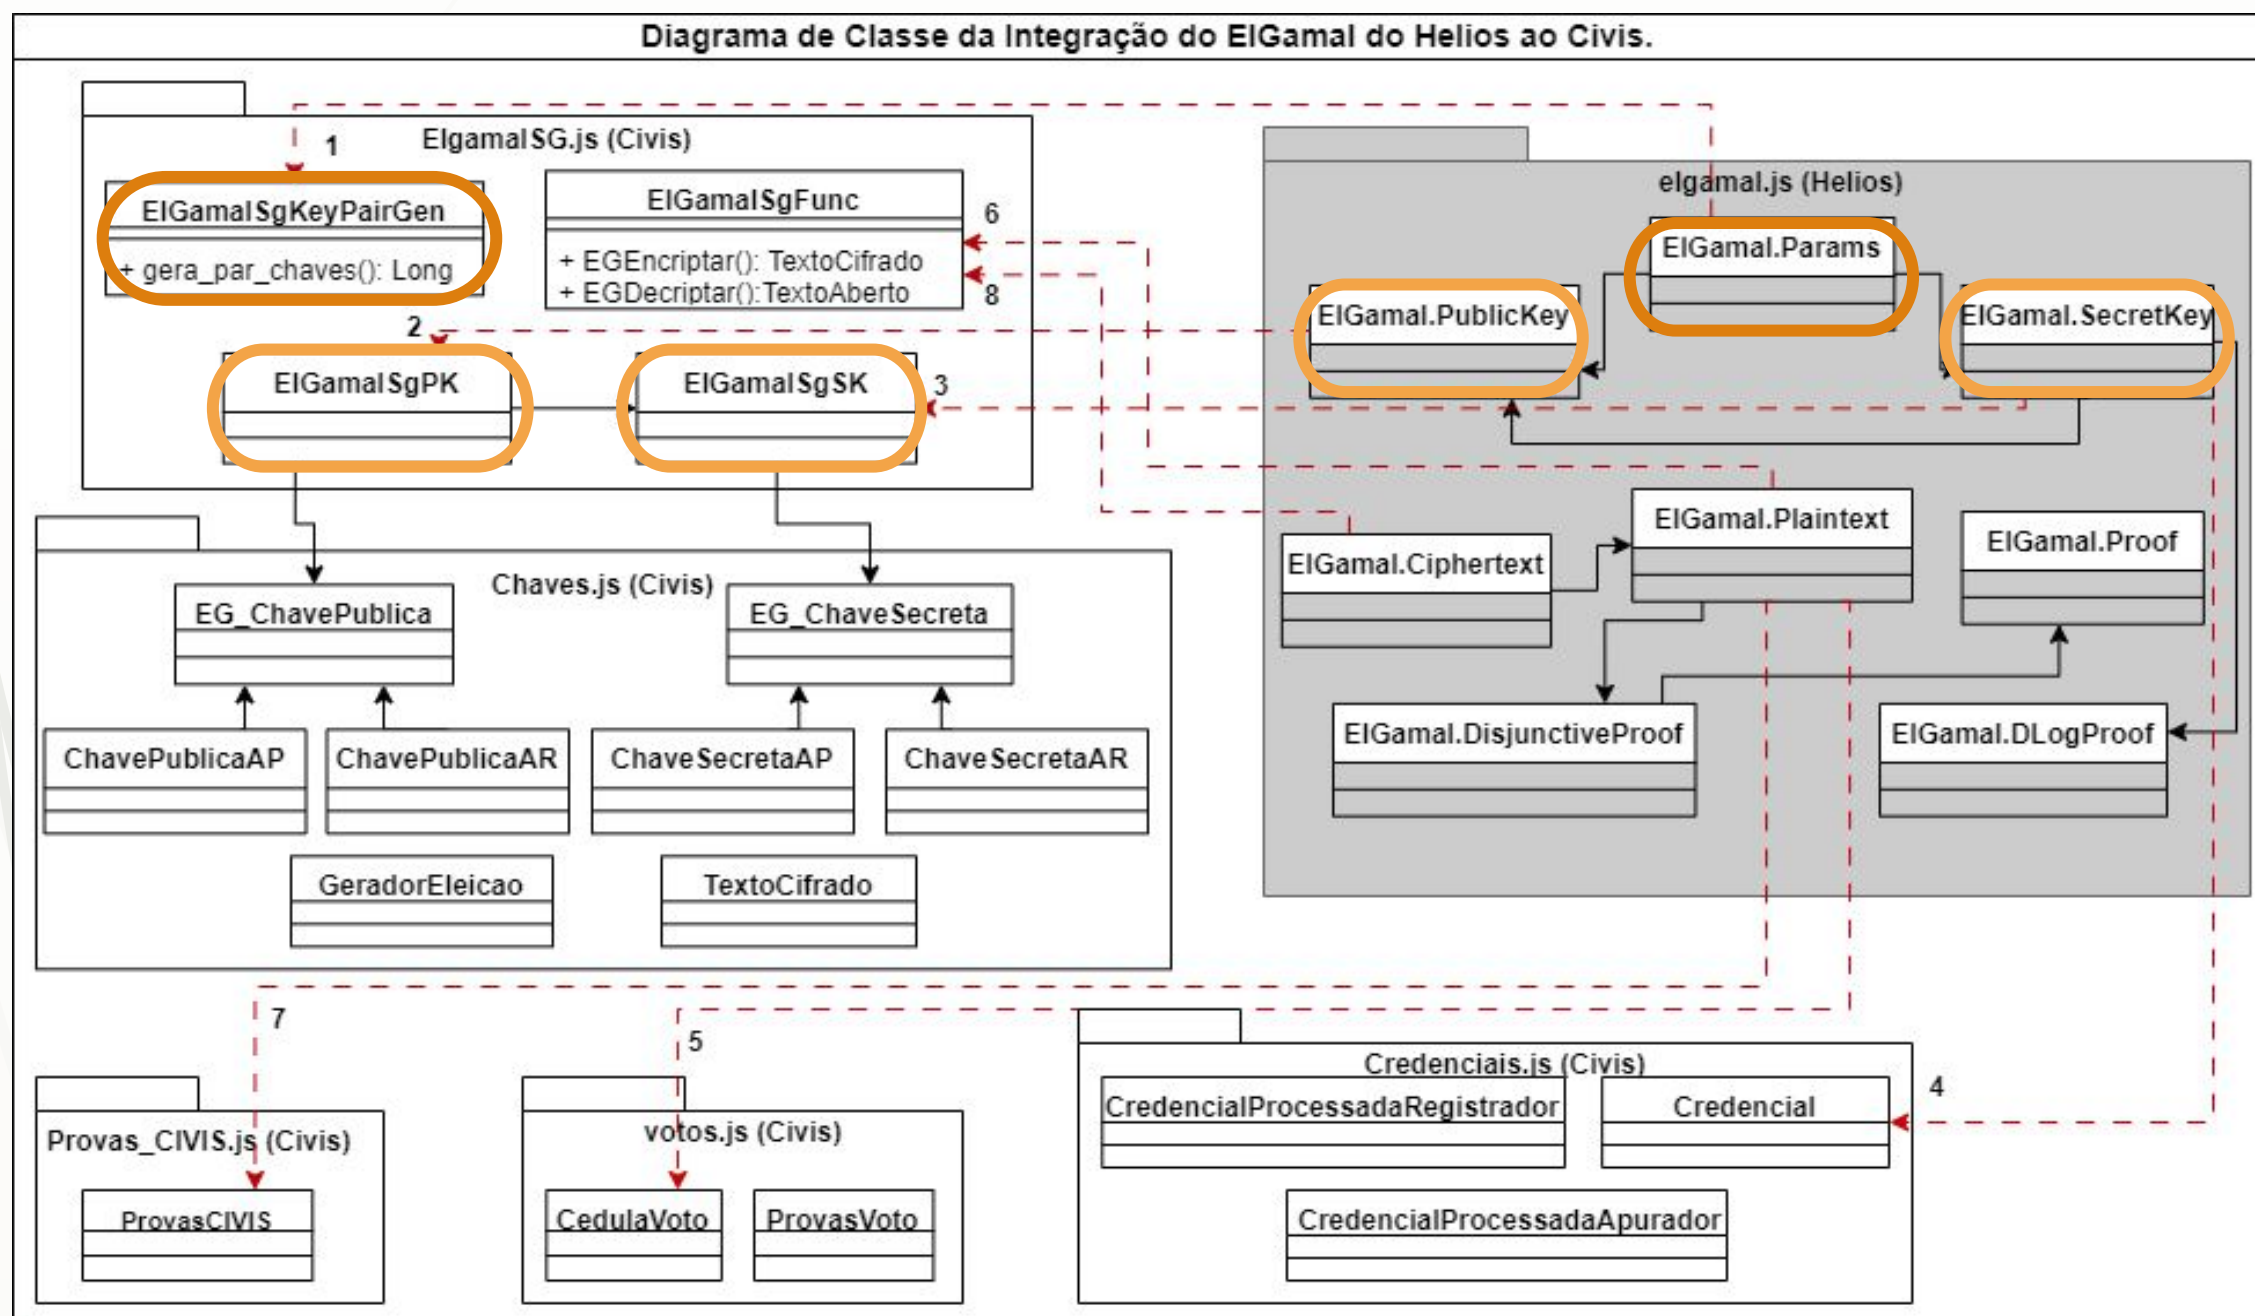 Diagrama de Classe da Integração do ElGamal do Helios ao Civis.
ElgamalSG.js (Civis)
1
ElGamalSgKeyPairGen
+ gera_par_chaves(): Long
ElGamalSgFunc
+ EGEncriptar(): TextoCifrado
+ EGDecriptar():TextoAberto
6
8
2
ElGamalSgPK
ElGamalSgSK
3
elgamal.js (Helios)
ElGamal.Params
ElGamal.PublicKey
ElGamal.SecretKey
ElGamal.Plaintext
ElGamal.Proof
ElGamal.Ciphertext
ElGamal.DisjunctiveProof
ElGamal.DLogProof
Chaves.js (Civis)
EG_ChavePublica
EG_ChaveSecreta
ChavePublicaAP
ChavePublicaAR
ChaveSecretaAP
ChaveSecretaAR
GeradorEleicao
TextoCifrado
7
5
4
Provas_CIVIS.js (Civis)
ProvasCIVIS
votos.js (Civis)
CedulaVoto
ProvasVoto
Credenciais.js (Civis)
CredencialProcessadaRegistrador
Credencial
CredencialProcessadaApurador